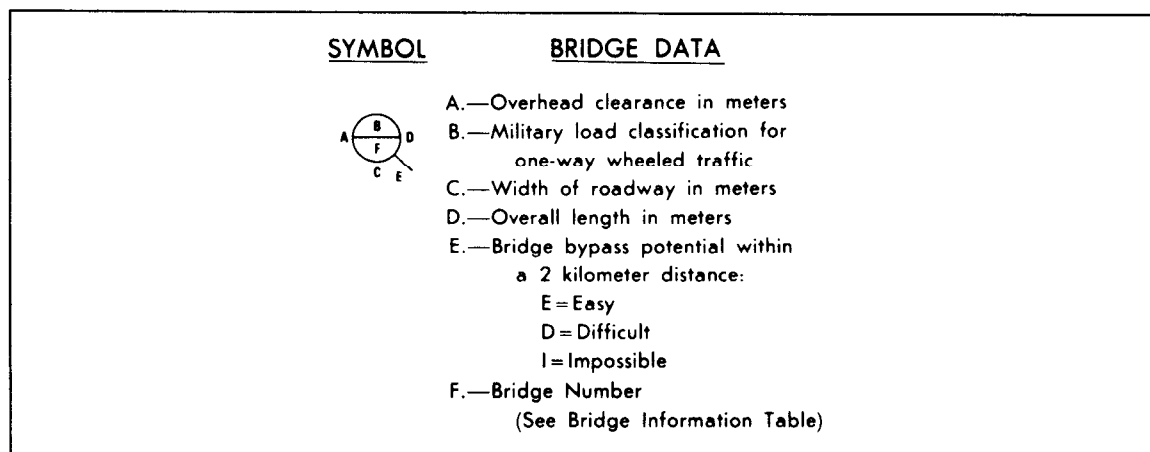 SYMBOL BRIDGE DATA
A.—Overhead clearance in meters
B.—Military load classification for
one-way wheeled traffic
C.—Width of roadway in meters
D.—Overall length in meters
E.—Bridge bypass potential within
a 2 kilometer distance:
E=Easy
D=Difficult
I=Impossible
F.—Bridge Number
(See Bridge Information Table)
B
A D
F
C E